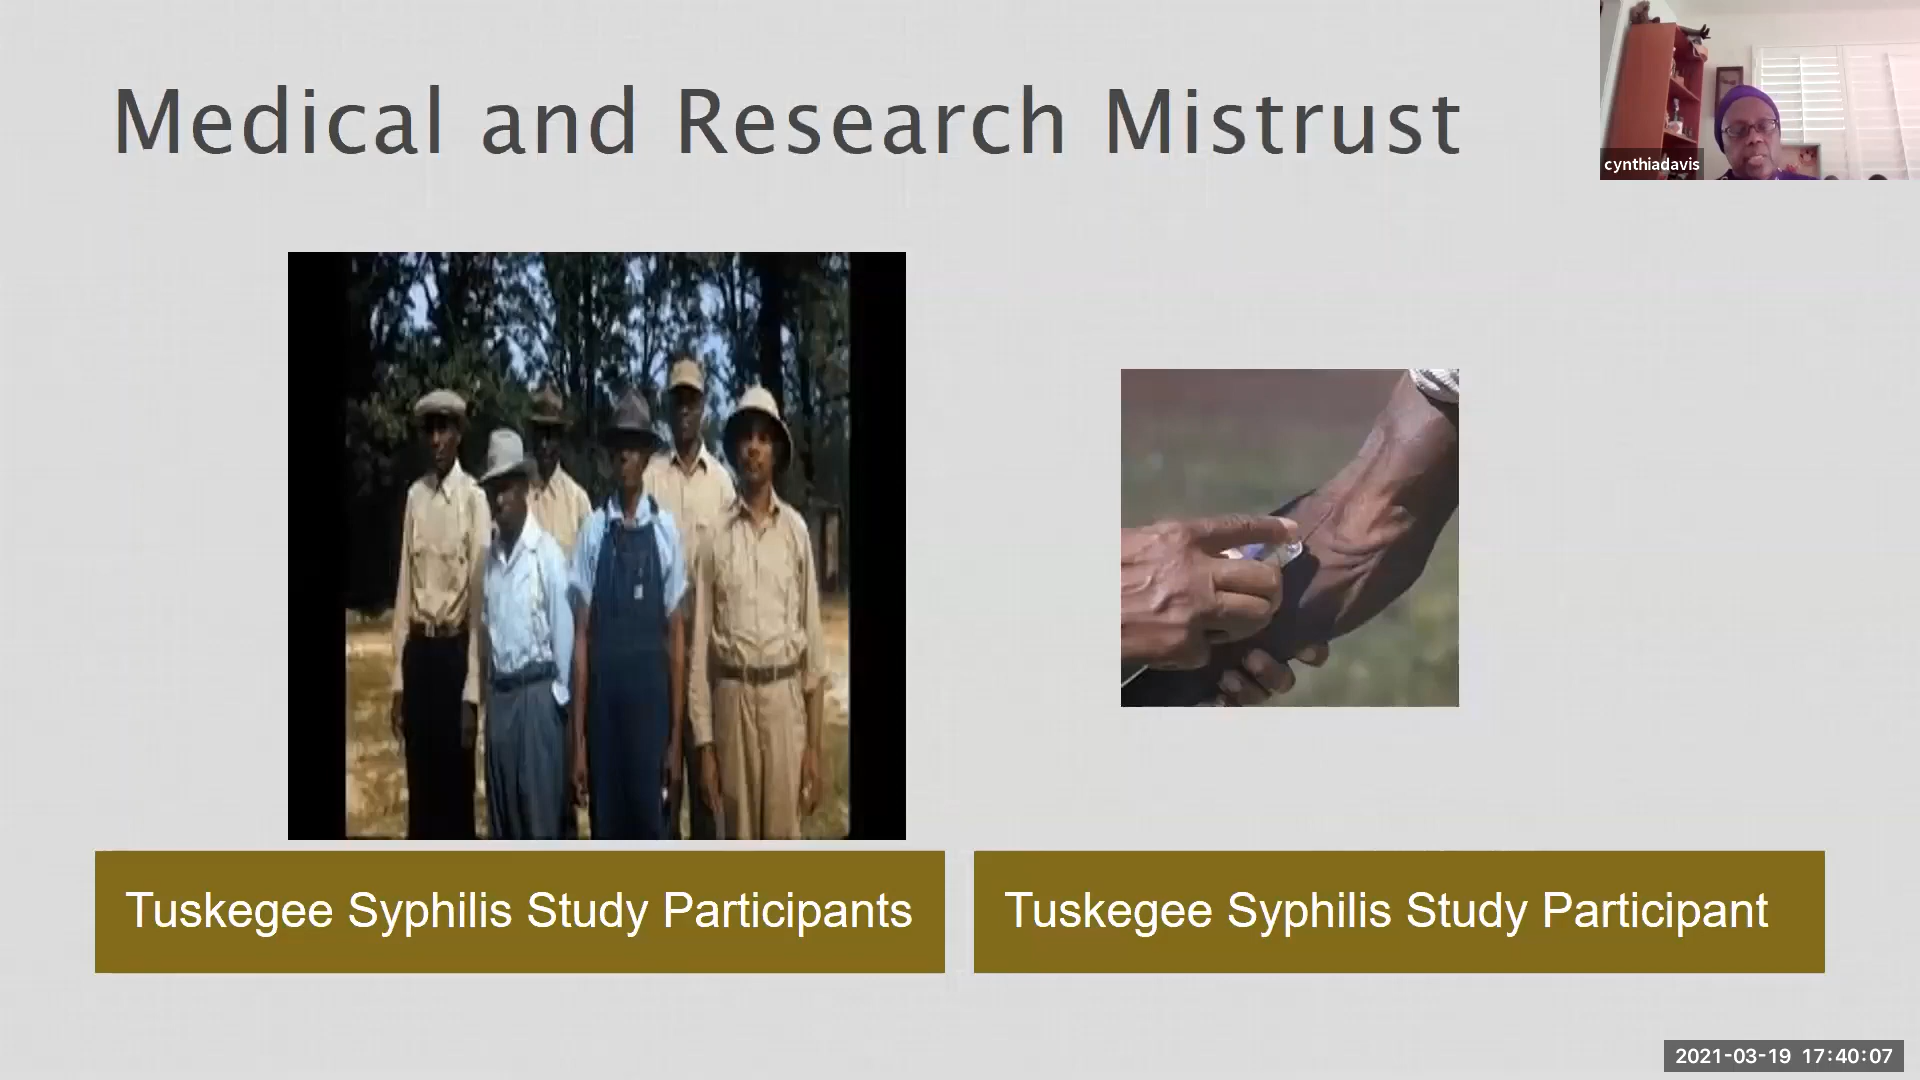 Medical and Research Mistrust
cynthiadavis
Tuskegee Syphilis Study Participants
Tuskegee Syphilis Study Participant
2021-03-19 17:40:07